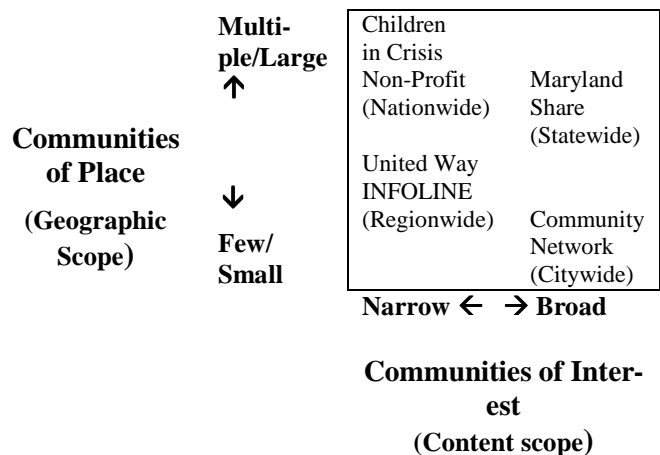 Multi-
ple/Large
↑
Communities
of Place
(Geographic
Scope)
↓
Few/
Small
Children
in Crisis
Non-Profit
(Nationwide)
Maryland
Share
(Statewide)
United Way
INFOLINE
(Regionwide)
Community
Network
(Citywide)
Narrow ← → Broad
Communities of Inter-
est
(Content scope)